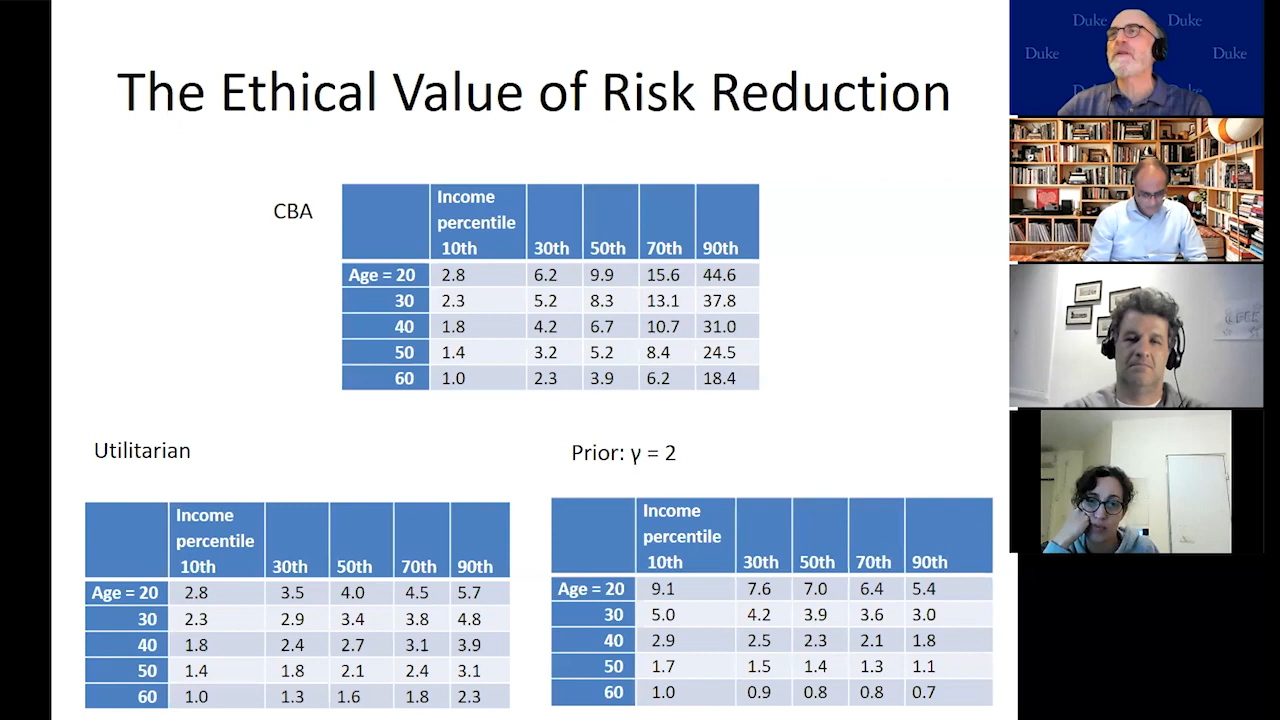 The Ethical Value of Risk Reduction
CBA
Income
percentile
10th 30th 50th 70th 90th
Age = 20 2.8 6.2 9.9 15.6 44.6
30 2.3 5.2 8.3 13.1 37.8
40 1.8 4.2 6.7 10.7 31.0
50 1.4 3.2 5.2 8.4 24.5
60 1.0 2.3 3.9 6.2 18.4
Utilitarian
Income
percentile
10th 30th 50th 70th 90th
Age = 20 2.8 3.5 4.0 4.5 5.7
30 2.3 2.9 3.4 3.8 4.8
40 1.8 2.4 2.7 3.1 3.9
50 1.4 1.8 2.1 2.4 3.1
60 1.0 1.3 1.6 1.8 2.3
Prior: γ = 2
Income
percentile
10th 30th 50th 70th 90th
Age = 20 9.1 7.6 7.0 6.4 5.4
30 5.0 4.2 3.9 3.6 3.0
40 2.9 2.5 2.3 2.1 1.8
50 1.7 1.5 1.4 1.3 1.1
60 1.0 0.9 0.8 0.8 0.7
Duke Duke
Duke Duke